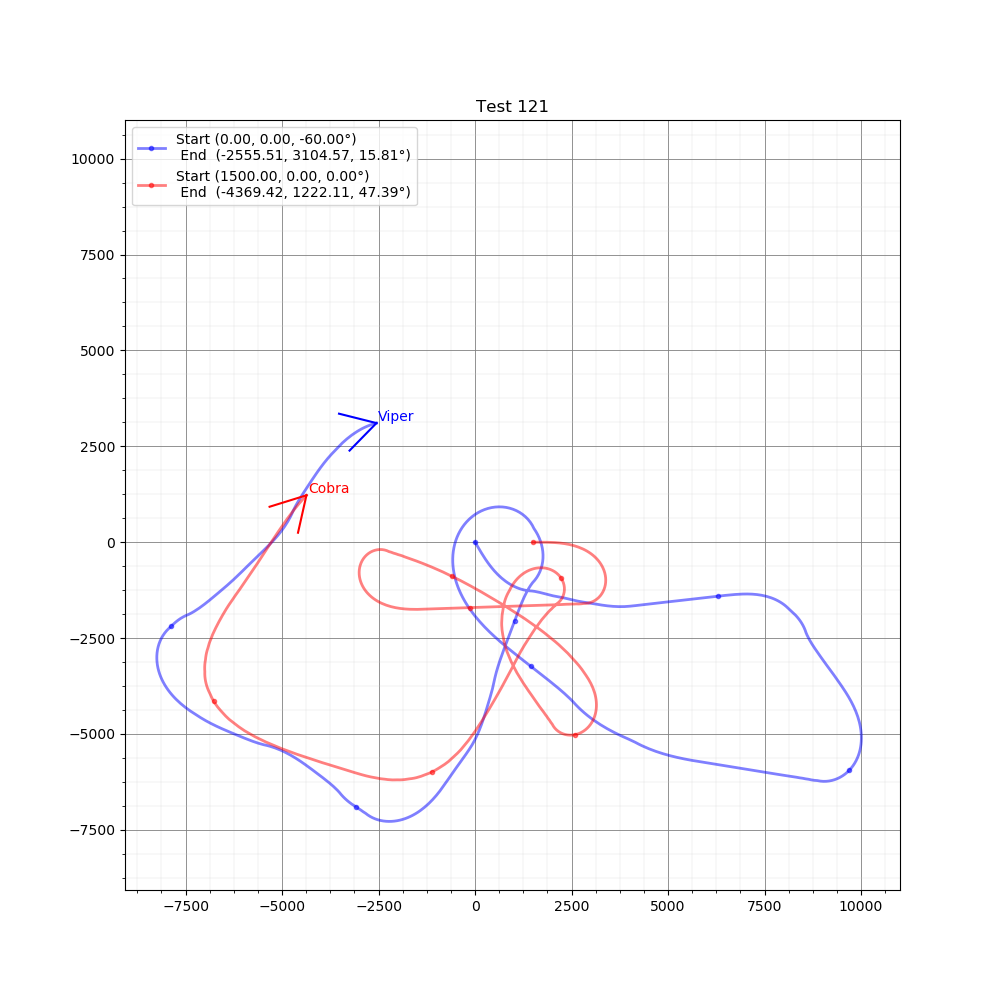 Test 121
Start (0.00, 0.00, -60.00°)
End  (-2555.51, 3104.57, 15.81°)
Start (1500.00, 0.00, 0.00°)
End  (-4369.42, 1222.11, 47.39°)
10000
7500
5000
2500
0
−2500
−5000
−7500
Viper
Cobra
−7500
−5000
−2500
0
2500
5000
7500
10000